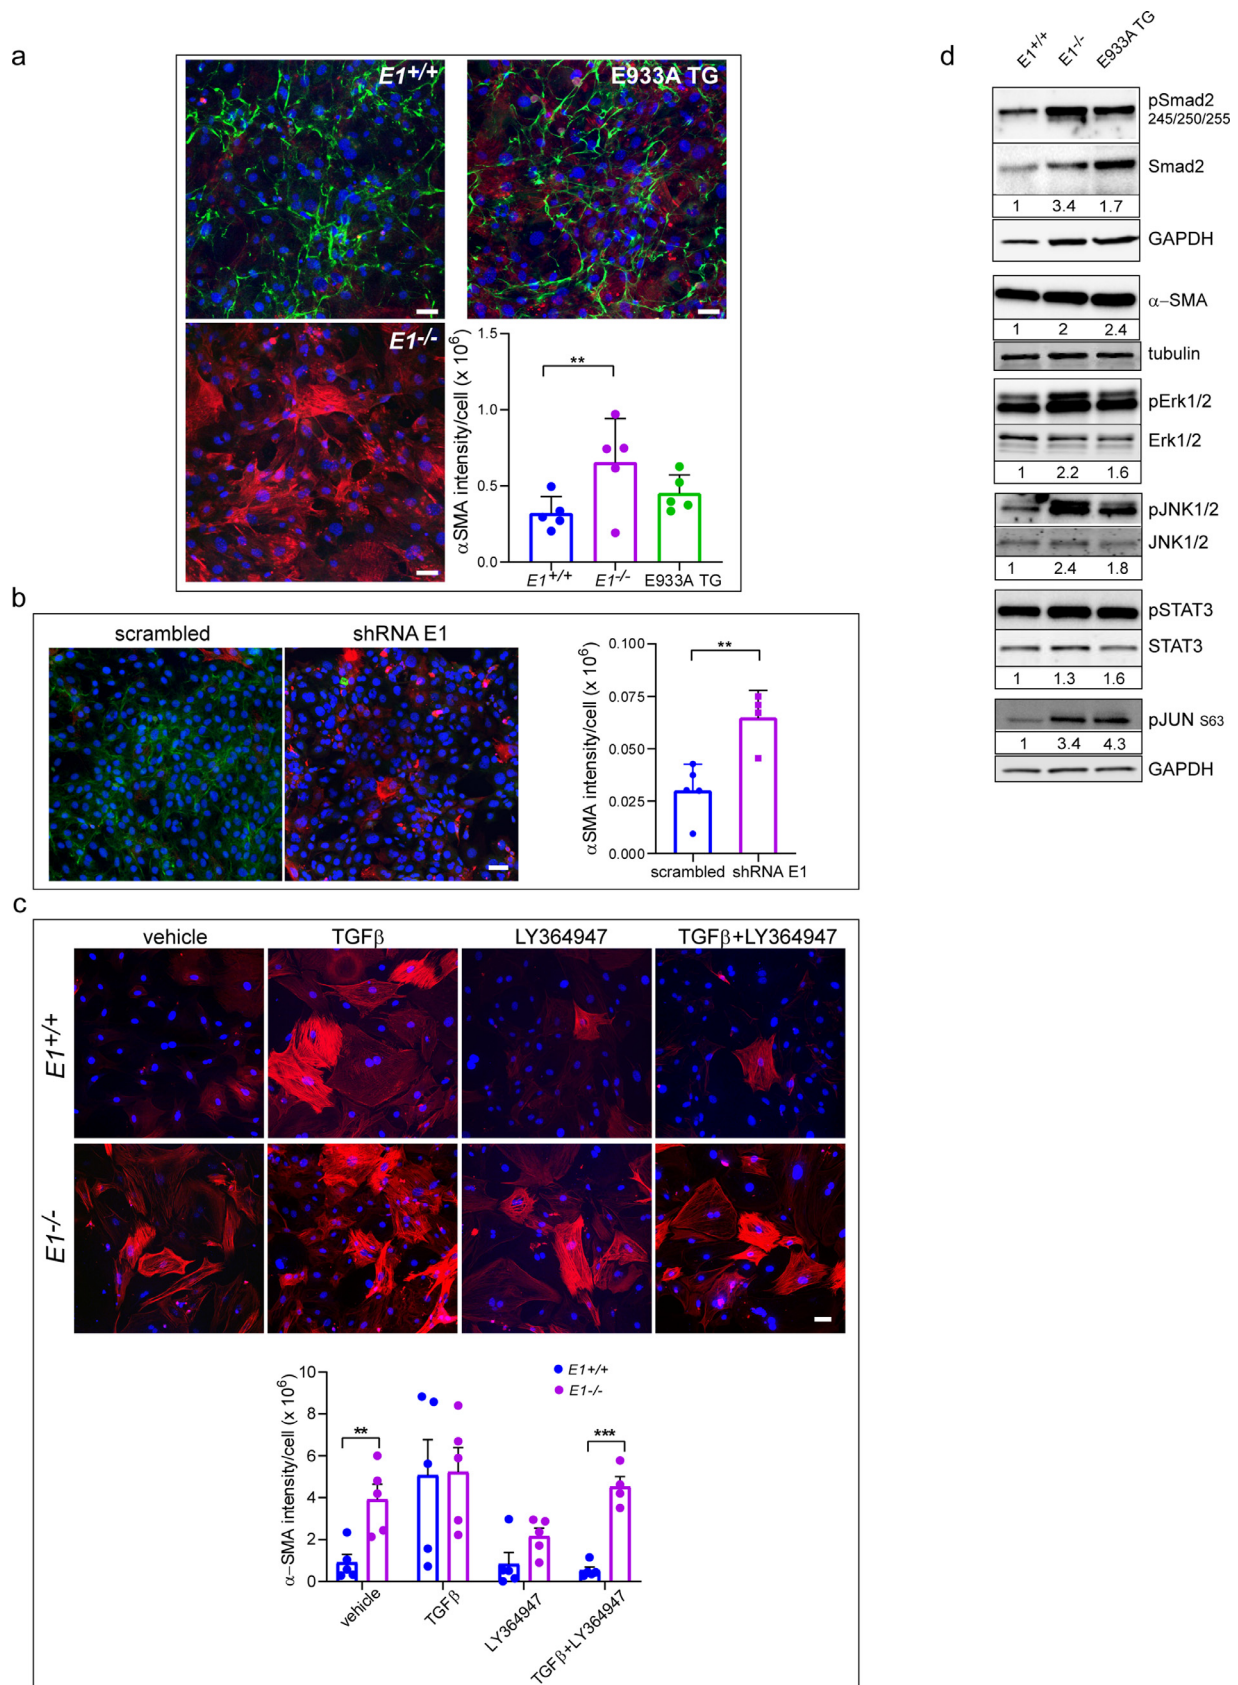 a
E1+/+
E933A TG
E1-/-
αSMA intensity/cell (x 10⁶)
1.5
1.0
0.5
0.0
**
E1+/+ E1-/- E933A TG
b
scrambled shRNA E1
αSMA intensity/cell (x 10⁶)
0.100
0.075
0.050
0.025
0.000
**
scrambled shRNA E1
c
vehicle TGFβ LY364947 TGFβ+LY364947
E1+/+
E1-/-
α–SMA intensity/cell (x 10⁶)
10
8
6
4
2
0
E1+/+
E1-/-
**
***
vehicle TGFβ LY364947 TGFβ+LY364947
d
E1+/+ E1-/- E933A TG
pSmad2
245/250/255
Smad2
1 3.4 1.7
GAPDH
α–SMA
1 2 2.4
tubulin
pErk1/2
Erk1/2
1 2.2 1.6
pJNK1/2
JNK1/2
1 2.4 1.8
pSTAT3
STAT3
1 1.3 1.6
pJUN S63
1 3.4 4.3
GAPDH